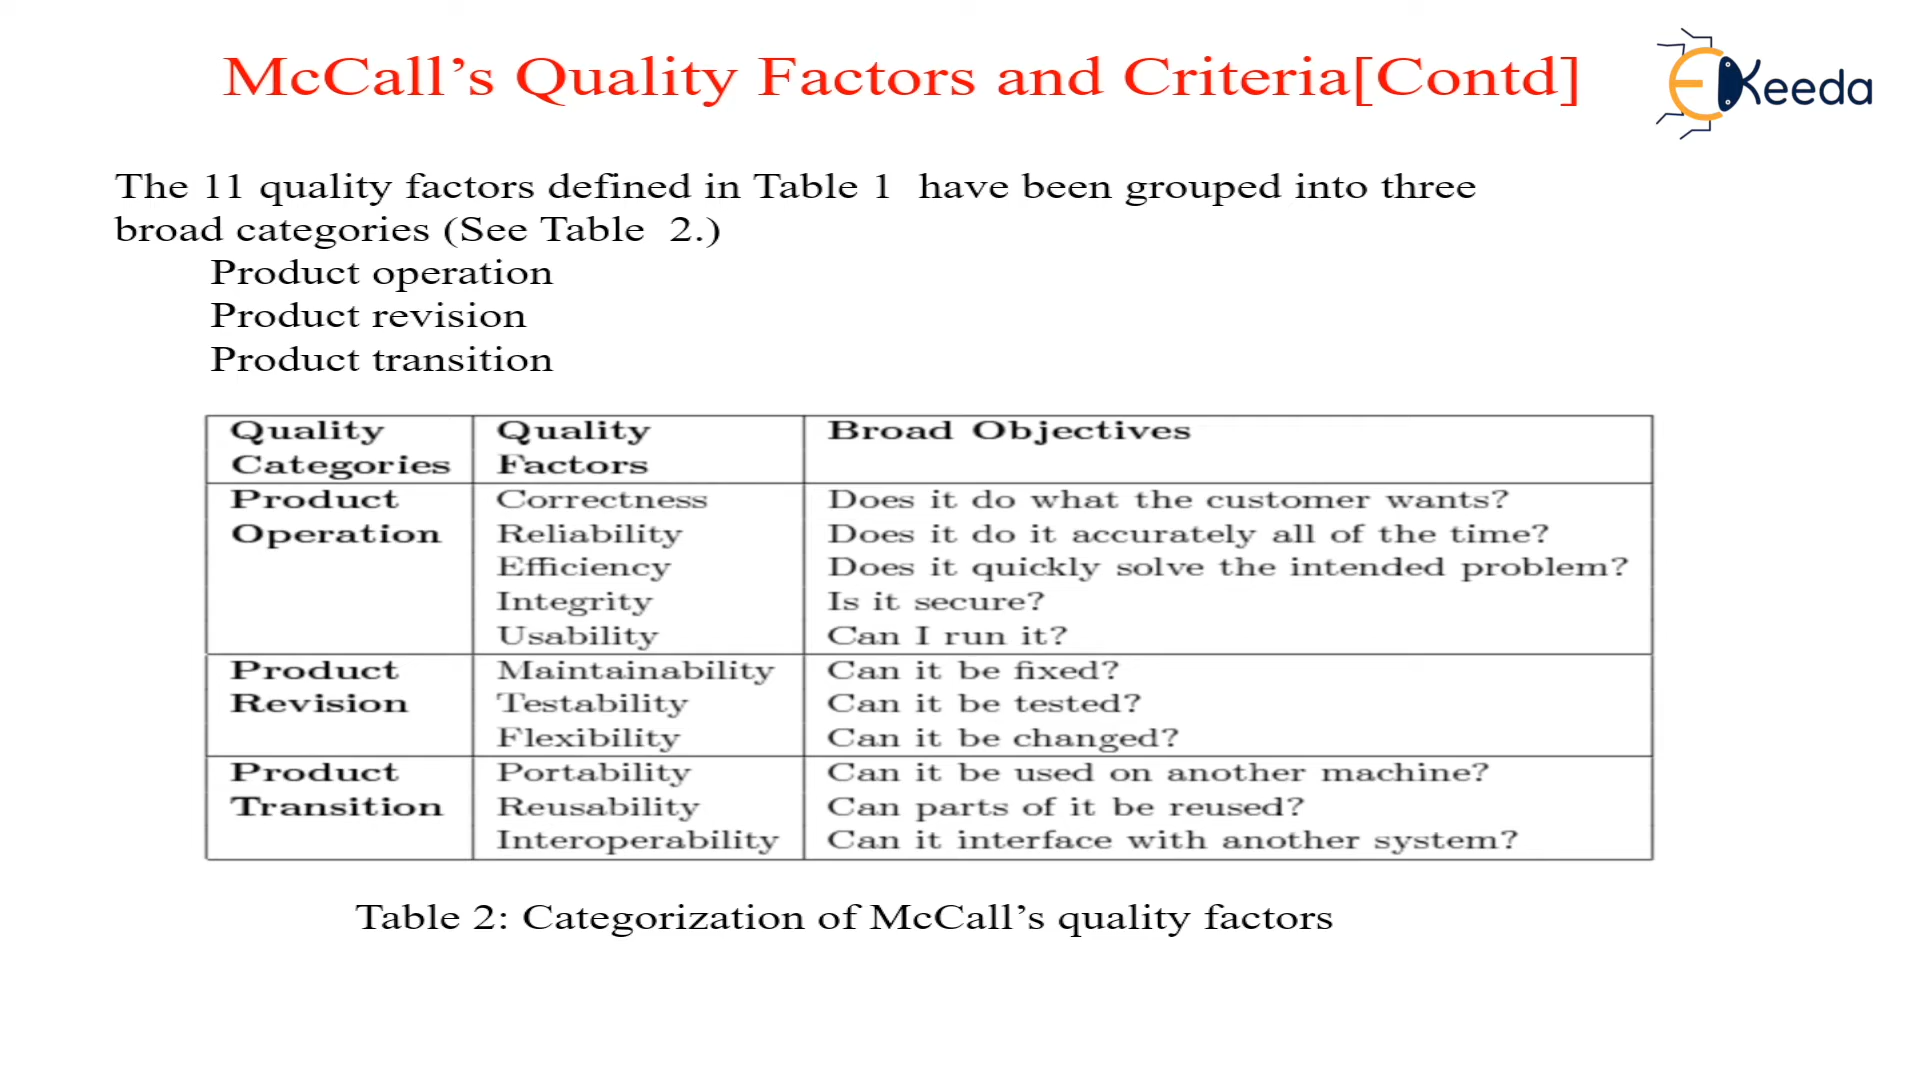 McCall’s Quality Factors and Criteria[Contd]
EKeeda
The 11 quality factors defined in Table 1 have been grouped into three
broad categories (See Table 2.)
Product operation
Product revision
Product transition
Quality Categories Quality Factors Broad Objectives
Product Operation Correctness Does it do what the customer wants?
Reliability Does it do it accurately all of the time?
Efficiency Does it quickly solve the intended problem?
Integrity Is it secure?
Usability Can I run it?
Product Revision Maintainability Can it be fixed?
Testability Can it be tested?
Flexibility Can it be changed?
Product Transition Portability Can it be used on another machine?
Reusability Can parts of it be reused?
Interoperability Can it interface with another system?
Table 2: Categorization of McCall’s quality factors